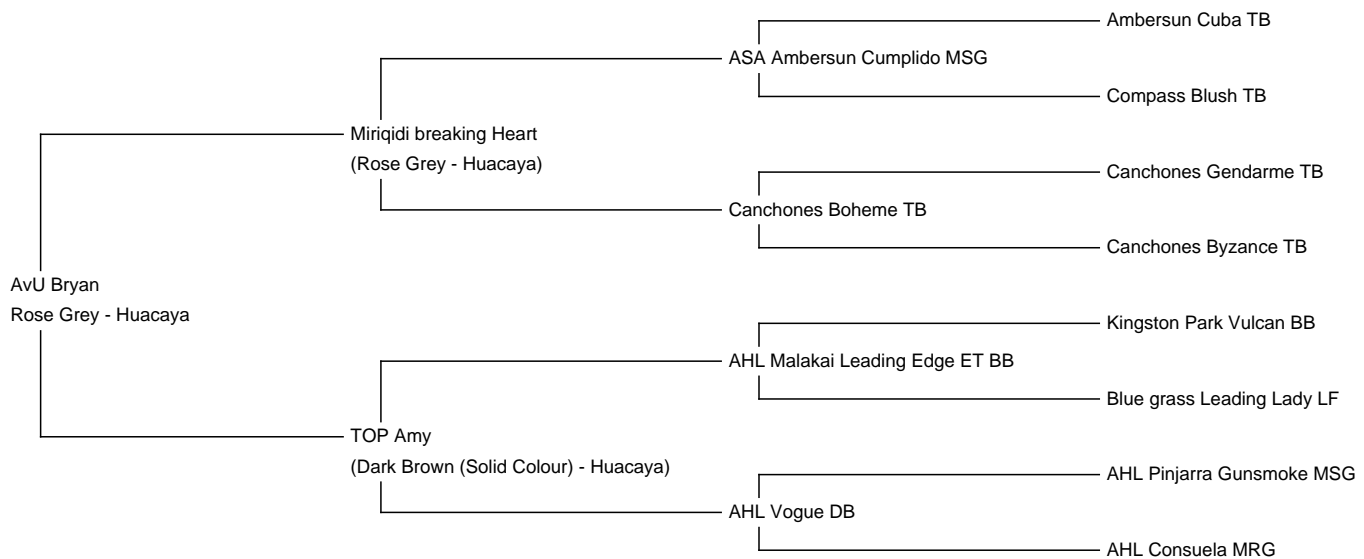 Ambersun Cuba TB
ASA Ambersun Cumplido MSG
Compass Blush TB
Miriqidi breaking Heart
(Rose Grey - Huacaya)
Canchones Gendarme TB
Canchones Boheme TB
Canchones Byzance TB
AvU Bryan
Rose Grey - Huacaya
Kingston Park Vulcan BB
AHL Malakai Leading Edge ET BB
Blue grass Leading Lady LF
TOP Amy
(Dark Brown (Solid Colour) - Huacaya)
AHL Pinjarra Gunsmoke MSG
AHL Vogue DB
AHL Consuela MRG